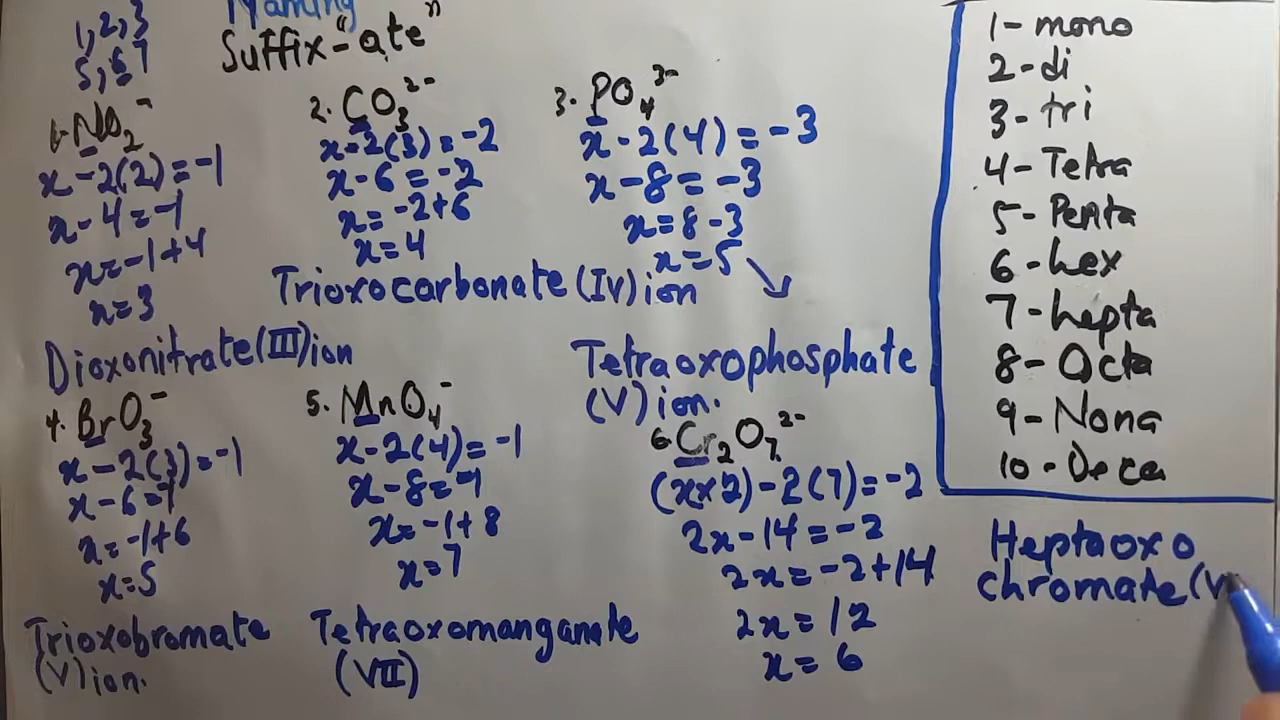 Naming
1,2,3
5,6,7
Suffix-"ate"
1. NO₂⁻
x-2(2)=-1
x-4=-1
x=-1+4
x=3
Dioxonitrate(III)ion
2. CO₃²⁻
x-2(3)=-2
x-6=-2
x=-2+6
x=4
Trioxocarbonate(IV)ion
3. PO₄³⁻
x-2(4)=-3
x-8=-3
x=8-3
x=5
Tetraoxophosphate
(V)ion.
4. BrO₃⁻
x-2(3)=-1
x-6=-1
x=-1+6
x=5
Trioxobromate
(V)ion.
5. MnO₄⁻
x-2(4)=-1
x-8=-1
x=-1+8
x=7
Tetraoxomanganate
(VII)
6. Cr₂O₇²⁻
(x×2)-2(7)=-2
2x-14=-2
2x=-2+14
2x=12
x=6
1-mono
2-di
3-tri
4-Tetra
5-Penta
6-hex
7-hepta
8-Octa
9-Nona
10-Deca
Heptaoxo
chromate(V